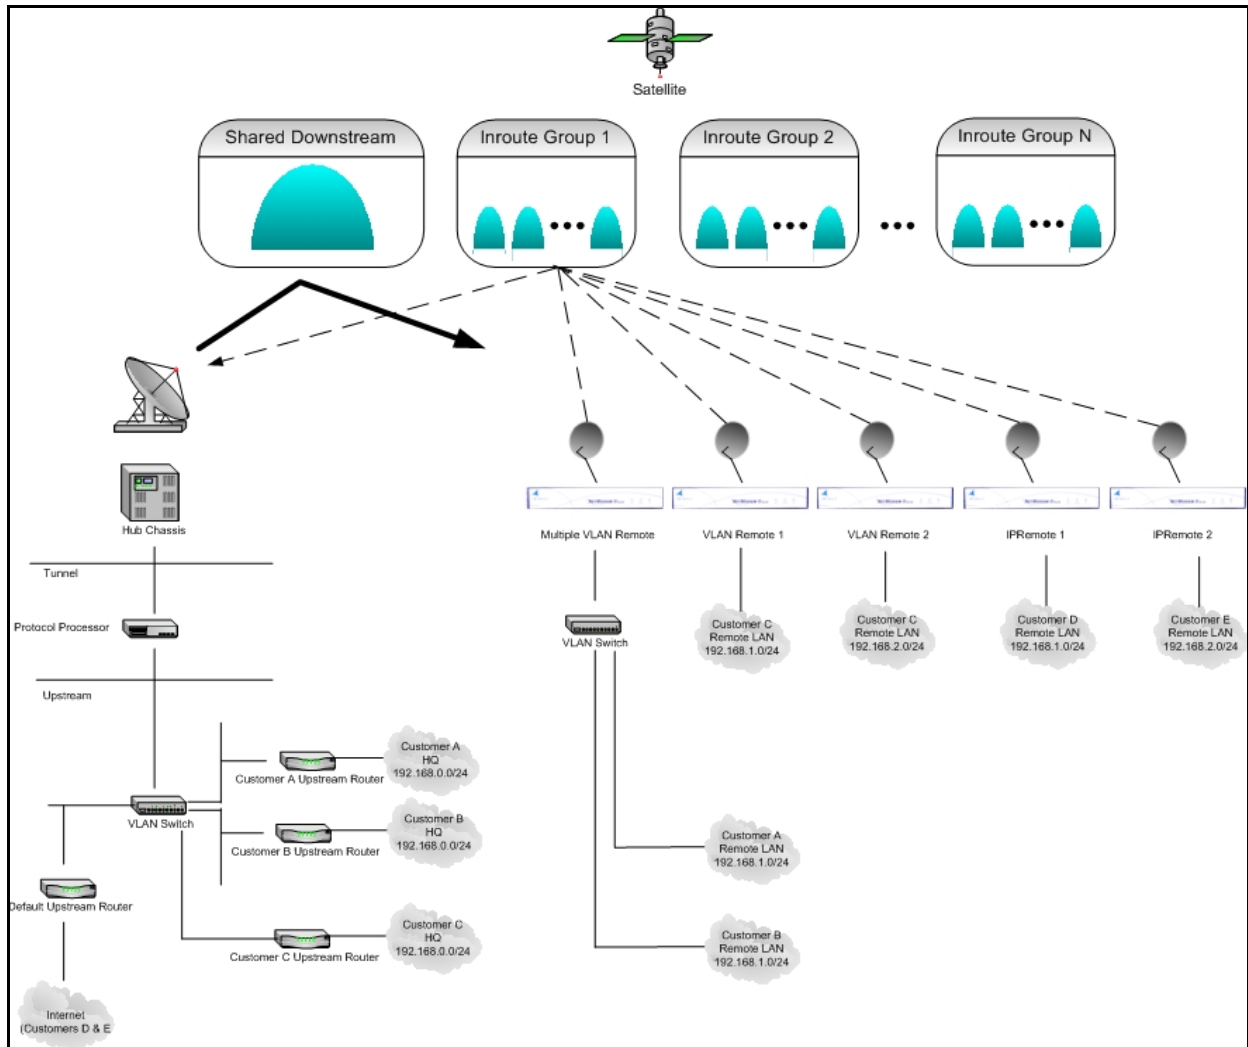 Satellite
Shared Downstream
Inroute Group 1
Inroute Group 2
Inroute Group N
Hub Chassis
Multiple VLAN Remote
VLAN Remote 1
VLAN Remote 2
IPRemote 1
IPRemote 2
Tunnel
Protocol Processor
VLAN Switch
Customer C
Remote LAN
192.168.1.0/24
Customer C
Remote LAN
192.168.2.0/24
Customer D
Remote LAN
192.168.1.0/24
Customer E
Remote LAN
192.168.2.0/24
Upstream
Customer A
HQ
192.168.0.0/24
Customer A Upstream Router
VLAN Switch
Customer B
HQ
192.168.0.0/24
Customer B Upstream Router
Customer A
Remote LAN
192.168.1.0/24
Default Upstream Router
Customer C
HQ
192.168.0.0/24
Customer C Upstream Router
Customer B
Remote LAN
192.168.1.0/24
Internet
(Customers D & E